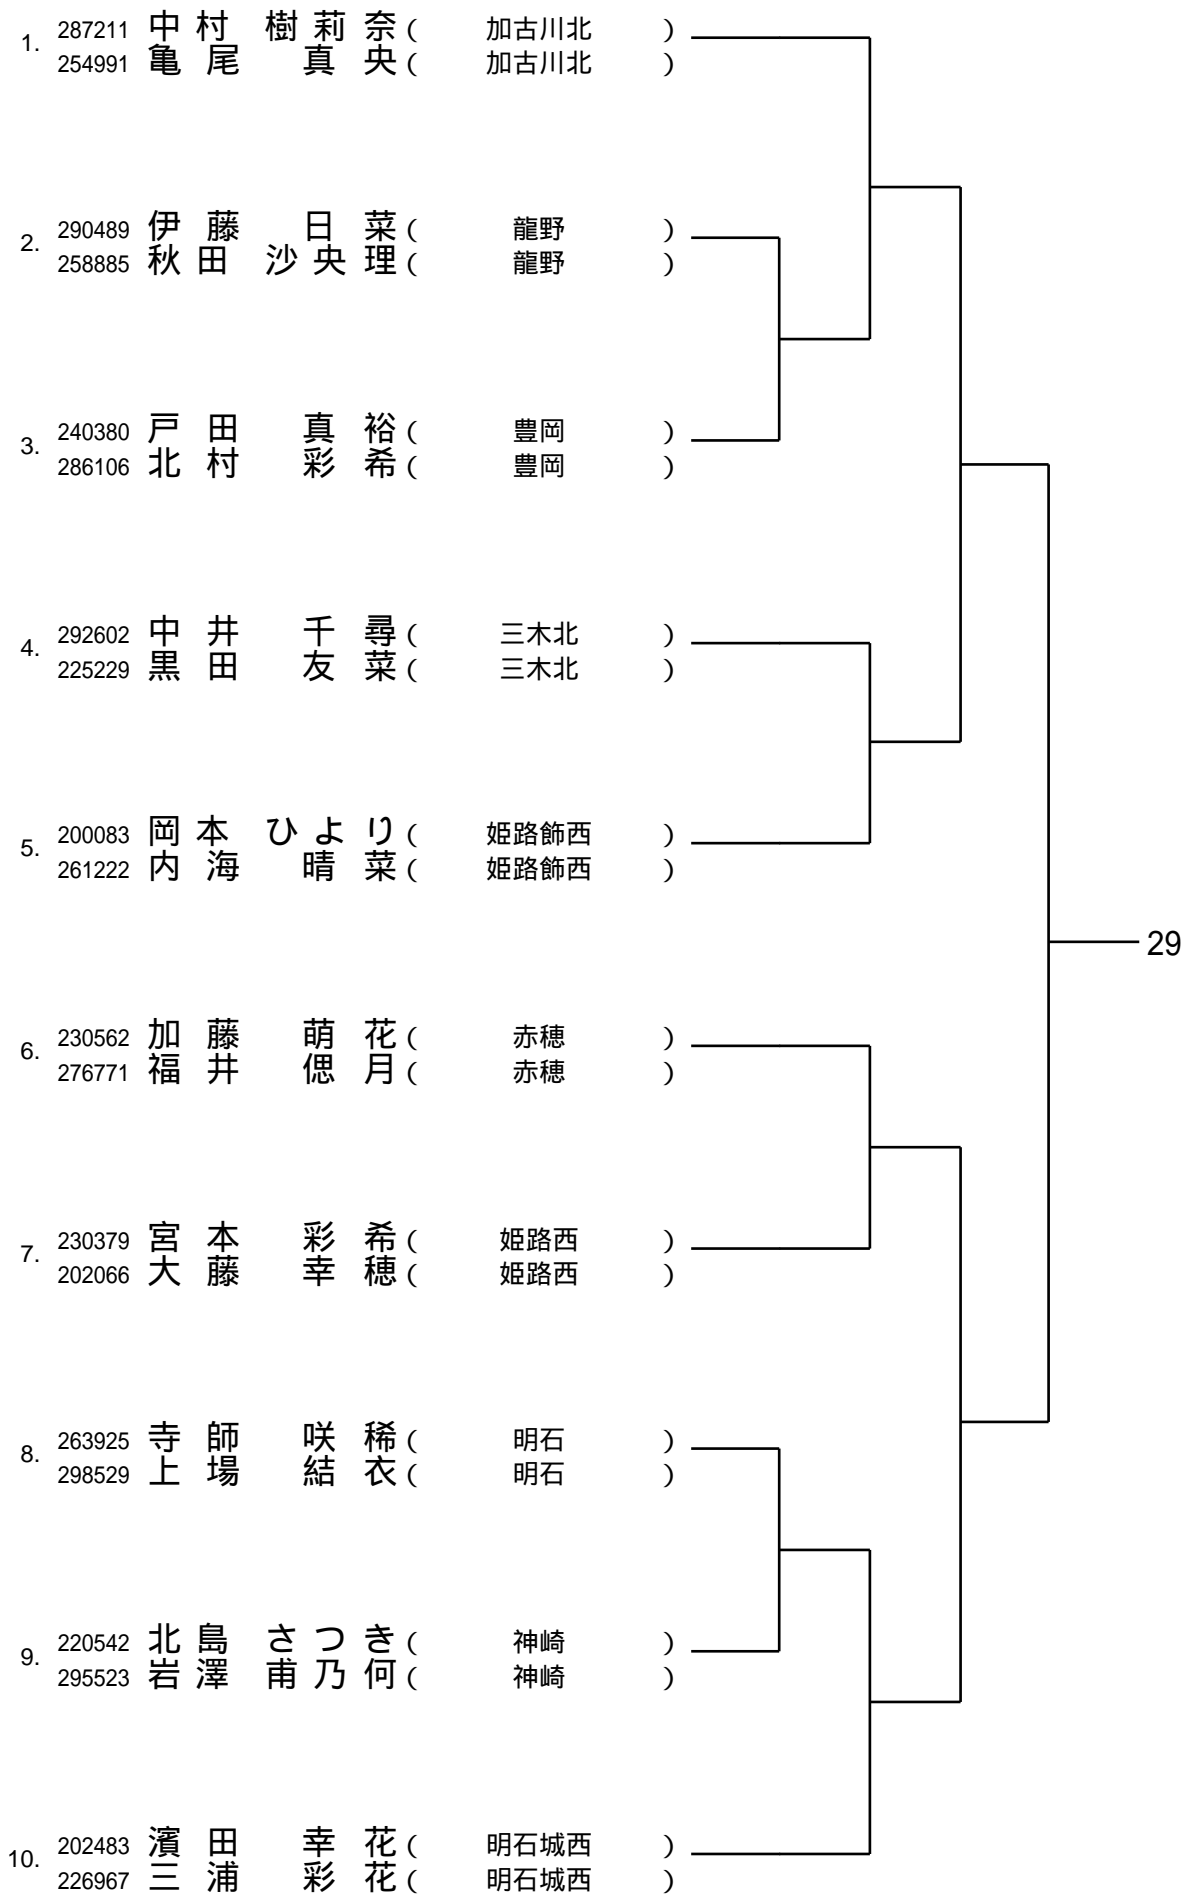 1. 287211 中村 樹莉奈 ( 加古川北 )
254991 亀尾 真央 ( 加古川北 )
2. 290489 伊藤 日菜 ( 龍野 )
258885 秋田 沙央理 ( 龍野 )
3. 240380 戸田 真裕 ( 豊岡 )
286106 北村 彩希 ( 豊岡 )
4. 292602 中井 千尋 ( 三木北 )
225229 黒田 友菜 ( 三木北 )
5. 200083 岡本 ひより ( 姫路飾西 )
261222 内海 晴菜 ( 姫路飾西 )
29
6. 230562 加藤 萌花 ( 赤穂 )
276771 福井 偲月 ( 赤穂 )
7. 230379 宮本 彩希 ( 姫路西 )
202066 大藤 幸穂 ( 姫路西 )
8. 263925 寺師 咲稀 ( 明石 )
298529 上場 結衣 ( 明石 )
9. 220542 北島 さつき ( 神崎 )
295523 岩澤 甫乃何 ( 神崎 )
10. 202483 濱田 幸花 ( 明石城西 )
226967 三浦 彩花 ( 明石城西 )